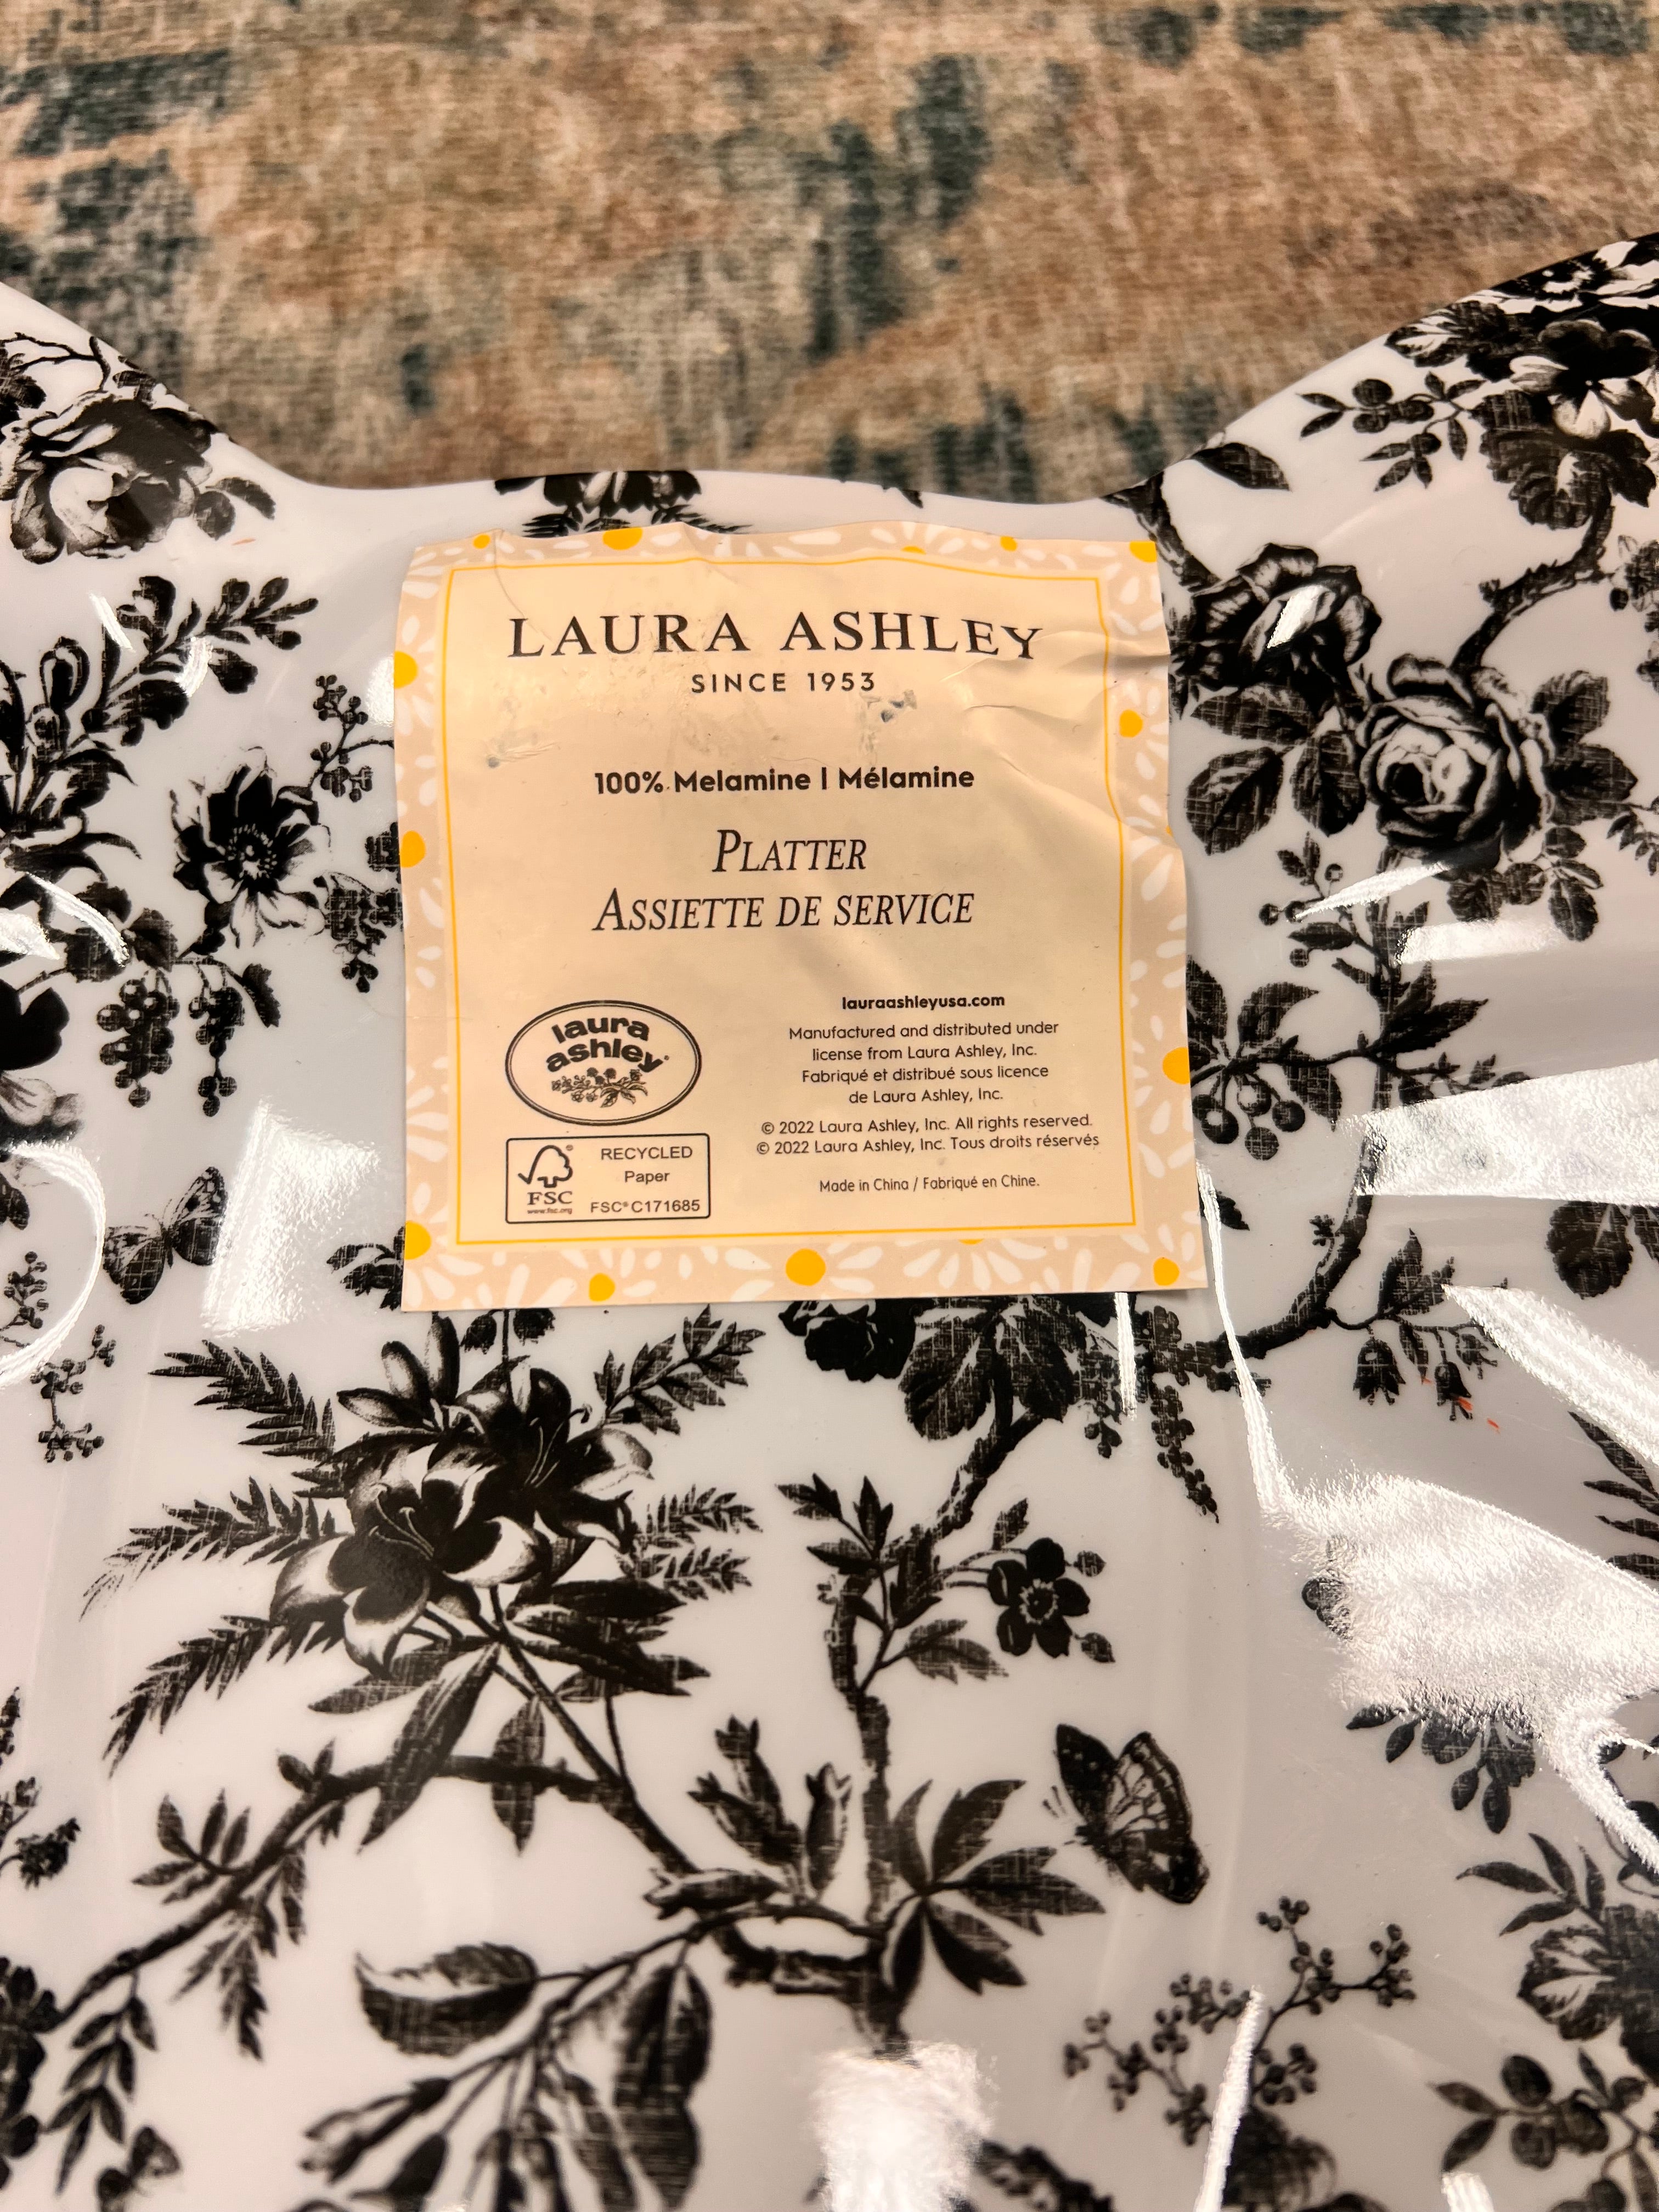 LAURA ASHLEY
SINCE 1953
100% Melamine | Mélamine
PLATTER
ASSIETTE DE SERVICE
laura
ashley®
FSC®
www.fsc.org
RECYCLED
Paper
FSC® C171685
lauraashleyusa.com
Manufactured and distributed under
license from Laura Ashley, Inc.
Fabriqué et distribué sous licence
de Laura Ashley, Inc.
© 2022 Laura Ashley, Inc. All rights reserved.
© 2022 Laura Ashley, Inc. Tous droits réservés
Made in China / Fabriqué en Chine.